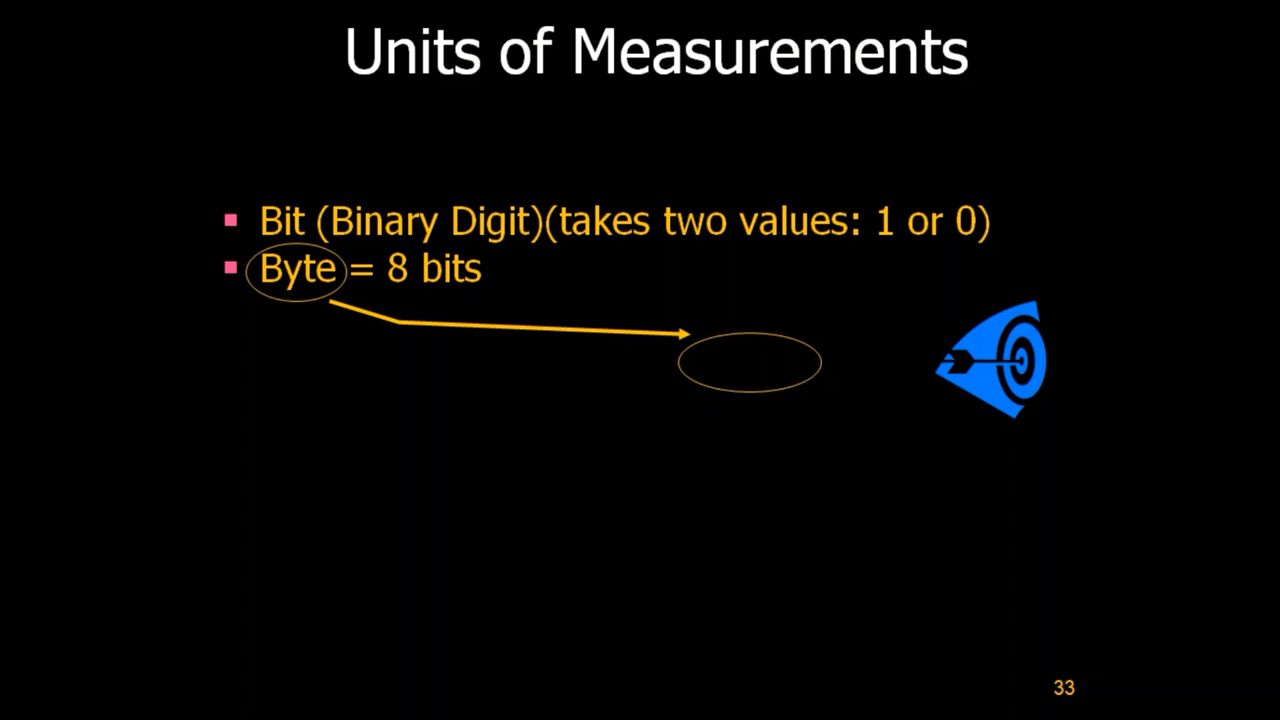 Units of Measurements
Bit (Binary Digit)(takes two values: 1 or 0)
Byte = 8 bits
33